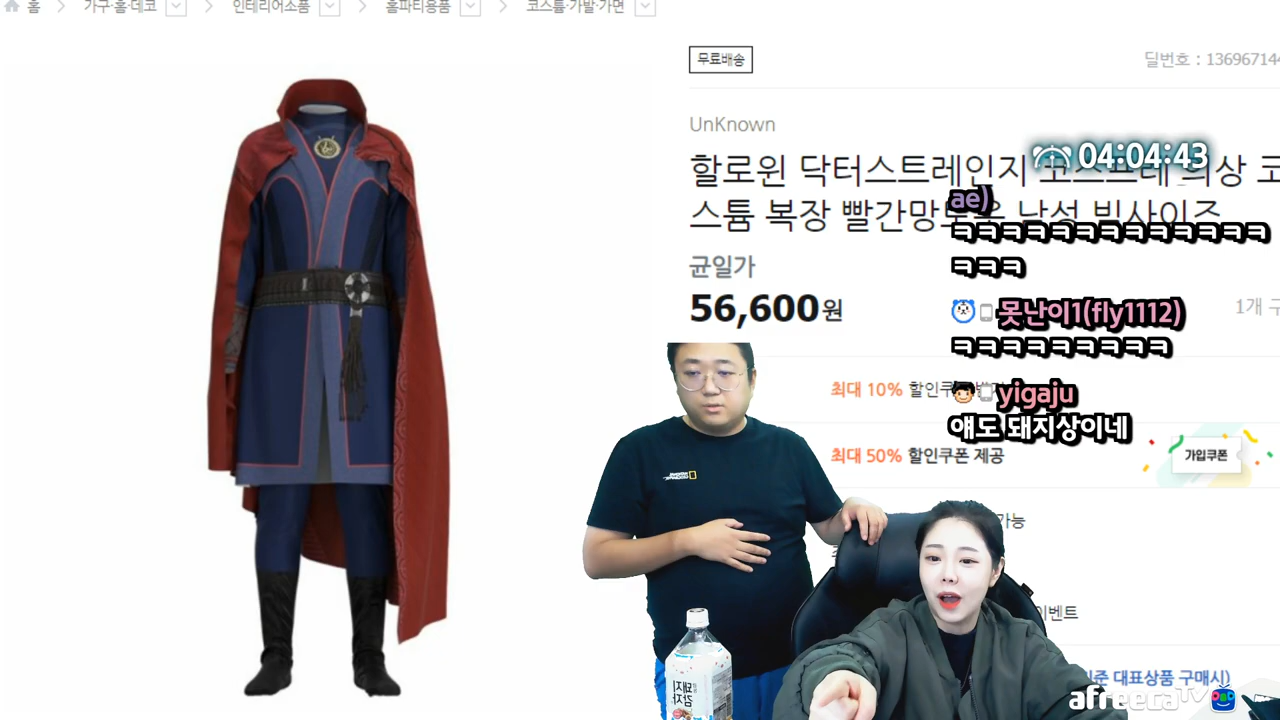 홈
가구·홈·데코
인테리어소품
홈파티용품
코스튬·가발·가면
무료배송
딜번호 : 13696714
UnKnown
04:04:43
할로윈 닥터스트레인지 코스프레 의상 코
ae)
스튬 복장 빨간망토 남성 빅사이즈
ㅋㅋㅋㅋㅋㅋㅋㅋㅋㅋㅋㅋㅋ
ㅋㅋㅋ
균일가
56,600원
1개
못난이1(fly1112)
ㅋㅋㅋㅋㅋㅋㅋㅋㅋ
최대 10% 할인쿠폰
yigaju
얘도 돼지상이네
최대 50% 할인쿠폰 제공
가입쿠폰
가능
이벤트
대표상품 구매시)
돼지
감자
afreecaTV